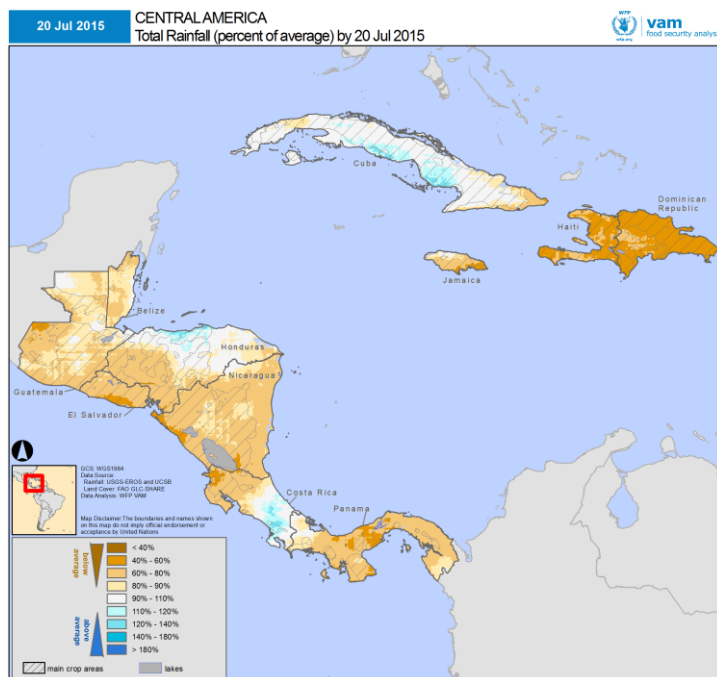 20 Jul 2015
CENTRAL AMERICA
Total Rainfall (percent of average) by 20 Jul 2015
WFP
wfp.org
vam
food security analys
Cuba
Dominican
Republic
Haiti
Jamaica
Belize
Honduras
Nicaragua
Guatemala
El Salvador
Costa Rica
Panama
GCS: WGS1984
Data Source:
Rainfall: USGS-EROS and UCSB
Land Cover: FAO GLC SHARE
Data Analysis: WFP VAM
Map Disclaimer:The boundaries and names shown
on this map do not imply official endorsement or
acceptance by United Nations
below
average
< 40%
40% - 60%
60% - 80%
80% - 90%
90% - 110%
110% - 120%
120% - 140%
140% - 180%
> 180%
above
average
main crop areas
lakes